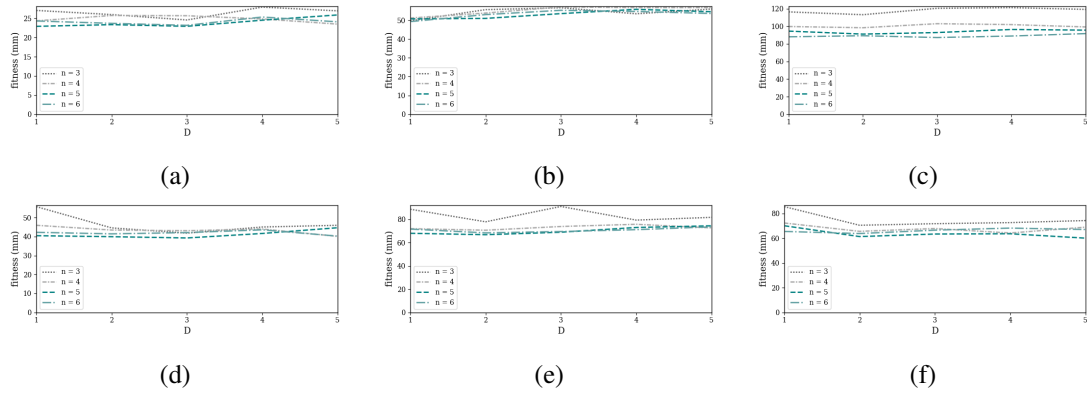 25
20
15
10
5
0
fitness (mm)
n = 3
n = 4
n = 5
n = 6
1 2 3 4 5
D
(a)
50
40
30
20
10
0
fitness (mm)
n = 3
n = 4
n = 5
n = 6
1 2 3 4 5
D
(b)
120
100
80
60
40
20
0
fitness (mm)
n = 3
n = 4
n = 5
n = 6
1 2 3 4 5
D
(c)
50
40
30
20
10
0
fitness (mm)
n = 3
n = 4
n = 5
n = 6
1 2 3 4 5
D
(d)
80
60
40
20
0
fitness (mm)
n = 3
n = 4
n = 5
n = 6
1 2 3 4 5
D
(e)
80
60
40
20
0
fitness (mm)
n = 3
n = 4
n = 5
n = 6
1 2 3 4 5
D
(f)